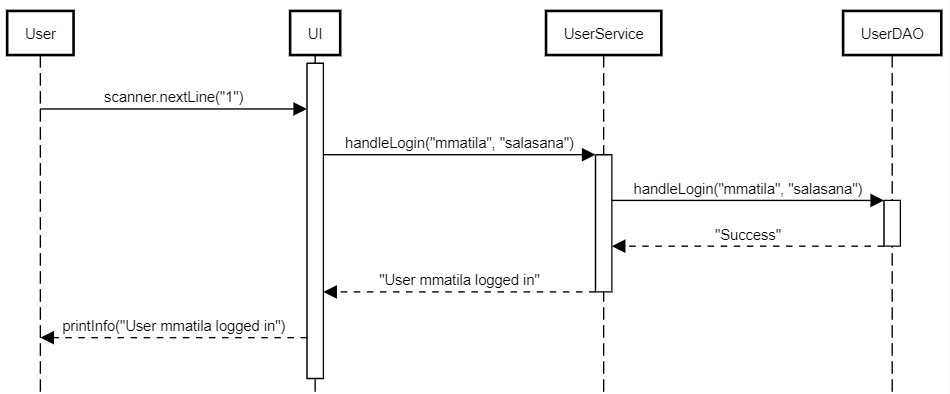 User
UI
UserService
UserDAO
scanner.nextLine("1")
handleLogin("mmatila", "salasana)
handleLogin("mmatila", "salasana")
"Success"
"User mmatila logged in"
printInfo("User mmatila logged in")